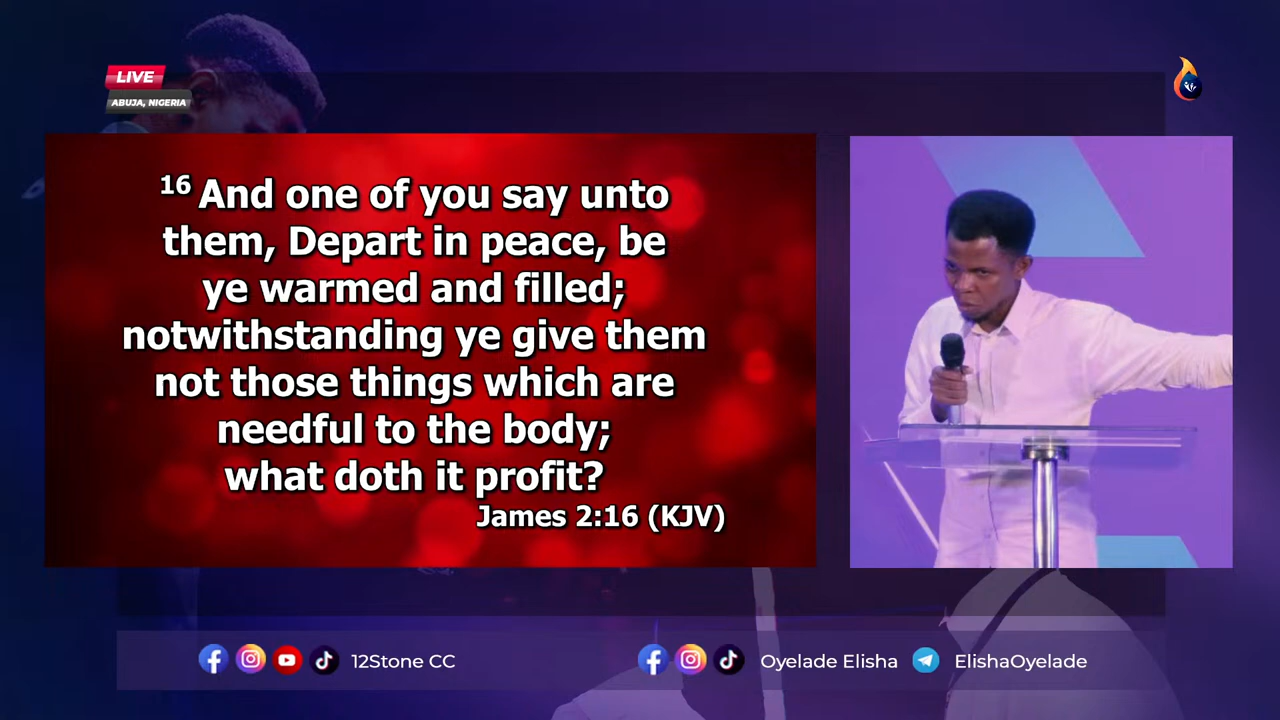 LIVE
ABUJA, NIGERIA
16 And one of you say unto
them, Depart in peace, be
ye warmed and filled;
notwithstanding ye give them
not those things which are
needful to the body;
what doth it profit?
James 2:16 (KJV)
12Stone CC
Oyelade Elisha
ElishaOyelade